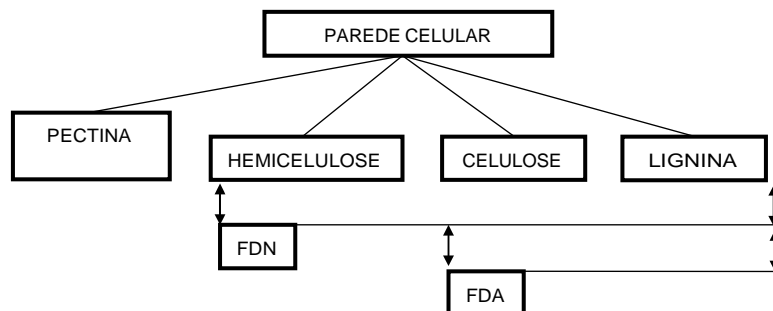 PAREDE CELULAR
PECTINA
HEMICELULOSE
CELULOSE
LIGNINA
FDN
FDA